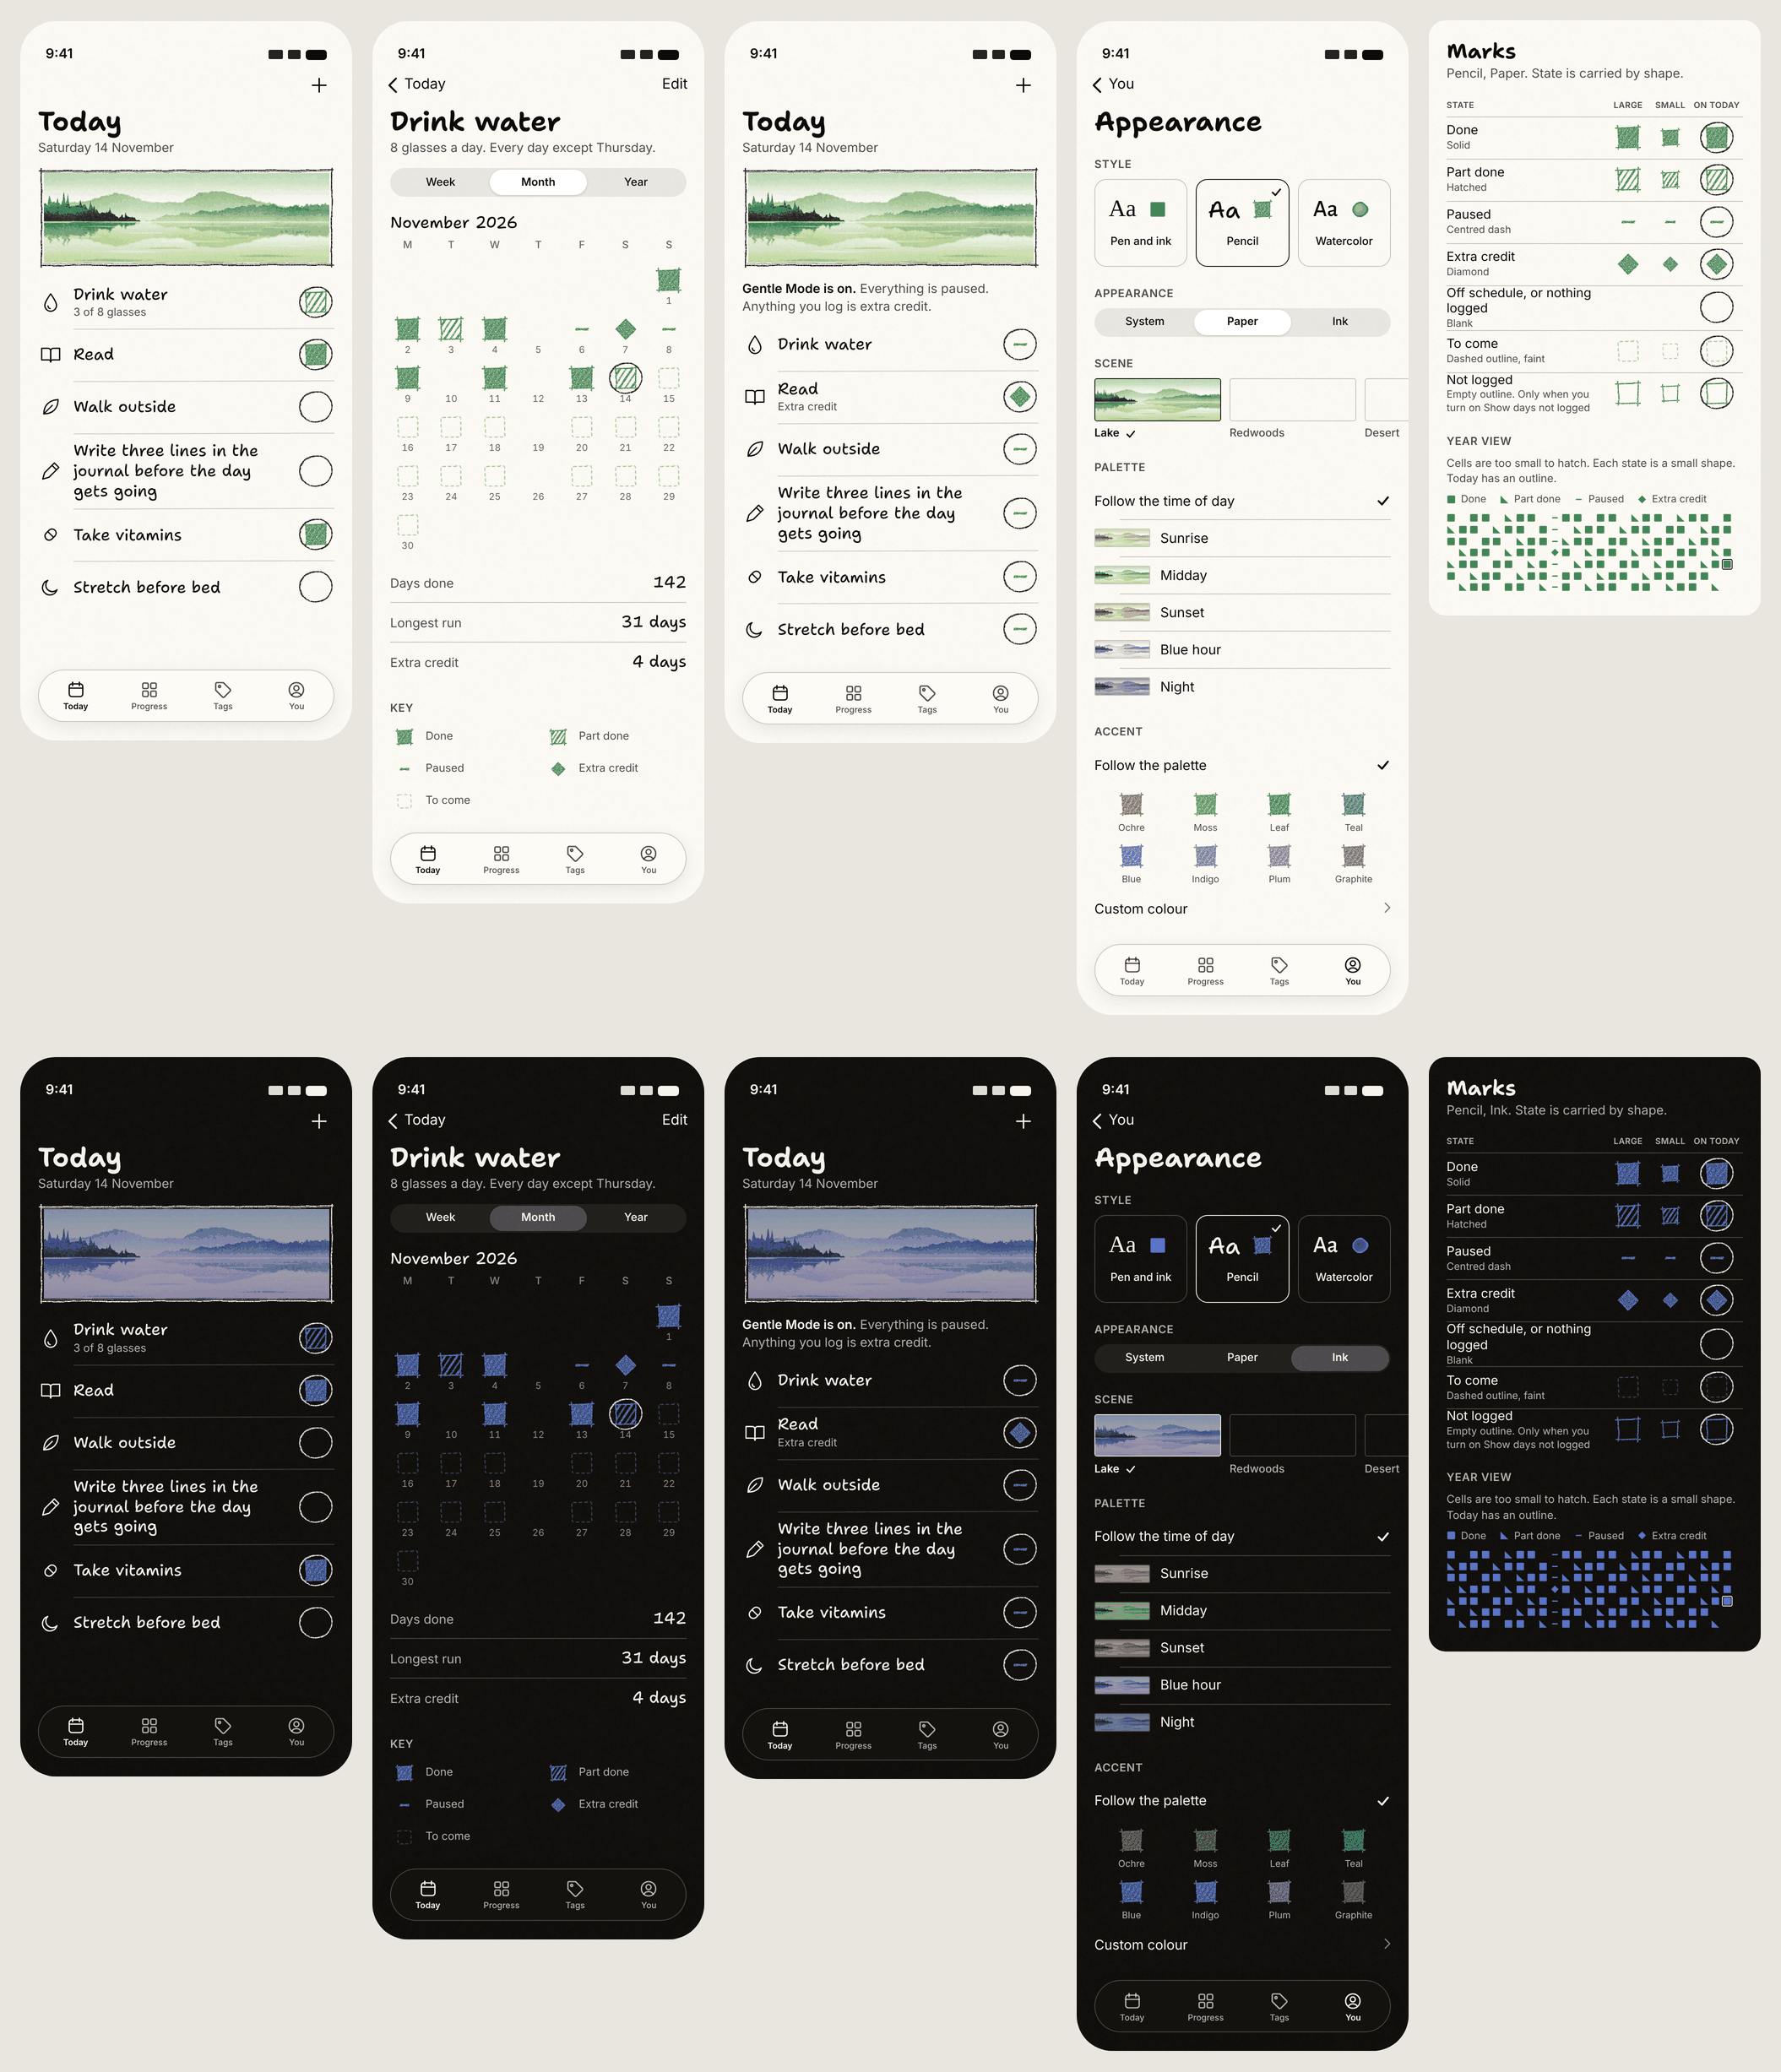 9:41
Today
Saturday 14 November
Drink water
3 of 8 glasses
Read
Walk outside
Write three lines in the
journal before the day
gets going
Take vitamins
Stretch before bed
Today Progress Tags You
9:41
Today Edit
Drink water
8 glasses a day. Every day except Thursday.
Week Month Year
November 2026
M T W T F S S
1
2 3 4 5 6 7 8
9 10 11 12 13 14 15
16 17 18 19 20 21 22
23 24 25 26 27 28 29
30
Days done 142
Longest run 31 days
Extra credit 4 days
KEY
Done Part done
Paused Extra credit
To come
Today Progress Tags You
9:41
Today
Saturday 14 November
Gentle Mode is on. Everything is paused.
Anything you log is extra credit.
Drink water
Read
Extra credit
Walk outside
Write three lines in the
journal before the day
gets going
Take vitamins
Stretch before bed
Today Progress Tags You
9:41
You
Appearance
STYLE
Aa Aa Aa
Pen and ink Pencil Watercolor
APPEARANCE
System Paper Ink
SCENE
Lake Redwoods Desert
PALETTE
Follow the time of day
Sunrise
Midday
Sunset
Blue hour
Night
ACCENT
Follow the palette
Ochre Moss Leaf Teal
Blue Indigo Plum Graphite
Custom colour
Today Progress Tags You
Marks
Pencil, Paper. State is carried by shape.
STATE LARGE SMALL ON TODAY
Done
Solid
Part done
Hatched
Paused
Centred dash
Extra credit
Diamond
Off schedule, or nothing
logged
Blank
To come
Dashed outline, faint
Not logged
Empty outline. Only when you
turn on Show days not logged
YEAR VIEW
Cells are too small to hatch. Each state is a small shape.
Today has an outline.
Done Part done Paused Extra credit
9:41
Today
Saturday 14 November
Drink water
3 of 8 glasses
Read
Walk outside
Write three lines in the
journal before the day
gets going
Take vitamins
Stretch before bed
Today Progress Tags You
9:41
Today Edit
Drink water
8 glasses a day. Every day except Thursday.
Week Month Year
November 2026
M T W T F S S
1
2 3 4 5 6 7 8
9 10 11 12 13 14 15
16 17 18 19 20 21 22
23 24 25 26 27 28 29
30
Days done 142
Longest run 31 days
Extra credit 4 days
KEY
Done Part done
Paused Extra credit
To come
Today Progress Tags You
9:41
Today
Saturday 14 November
Gentle Mode is on. Everything is paused.
Anything you log is extra credit.
Drink water
Read
Extra credit
Walk outside
Write three lines in the
journal before the day
gets going
Take vitamins
Stretch before bed
Today Progress Tags You
9:41
You
Appearance
STYLE
Aa Aa Aa
Pen and ink Pencil Watercolor
APPEARANCE
System Paper Ink
SCENE
Lake Redwoods Desert
PALETTE
Follow the time of day
Sunrise
Midday
Sunset
Blue hour
Night
ACCENT
Follow the palette
Ochre Moss Leaf Teal
Blue Indigo Plum Graphite
Custom colour
Today Progress Tags You
Marks
Pencil, Ink. State is carried by shape.
STATE LARGE SMALL ON TODAY
Done
Solid
Part done
Hatched
Paused
Centred dash
Extra credit
Diamond
Off schedule, or nothing
logged
Blank
To come
Dashed outline, faint
Not logged
Empty outline. Only when you
turn on Show days not logged
YEAR VIEW
Cells are too small to hatch. Each state is a small shape.
Today has an outline.
Done Part done Paused Extra credit